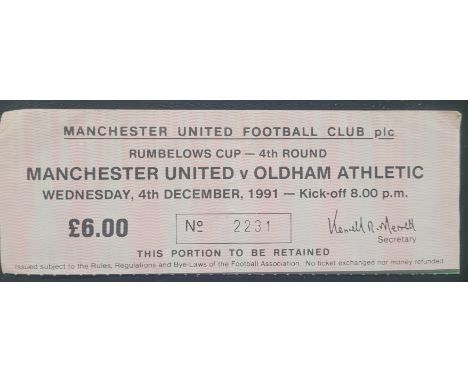 MANCHESTER UNITED FOOTBALL CLUB plc
RUMBELOWS CUP — 4th ROUND
MANCHESTER UNITED v OLDHAM ATHLETIC
WEDNESDAY, 4th DECEMBER, 1991 — Kick-off 8.00 p.m.
£6.00 No 2231 Kenneth R. Merrett
Secretary
THIS PORTION TO BE RETAINED
Issued subject to the Rules, Regulations and Bye-Laws of the Football Association. No ticket exchanged nor money refunded